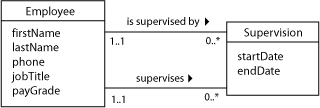 Employee
firstName
lastName
phone
jobTitle
payGrade
is supervised by
1..1
0..*
supervises
1..1
0..*
Supervision
startDate
endDate